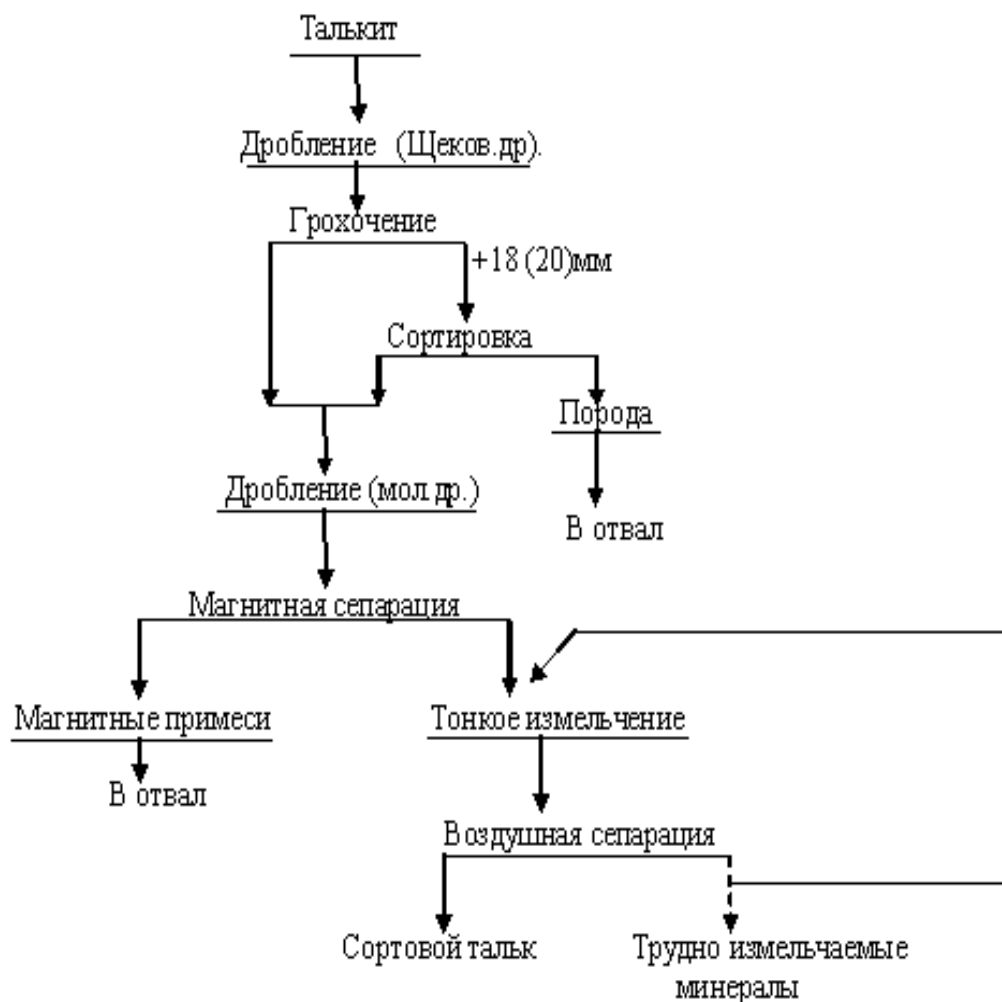 Талькит
Дробление (Щеков.др).
Грохочение
+18 (20)мм
Сортировка
Порода
Дробление (мол.др.)
В отвал
Магнитная сепарация
Магнитные примеси
Тонкое измельчение
В отвал
Воздушная сепарация
Сортовой тальк
Трудно измельчаемые
минералы